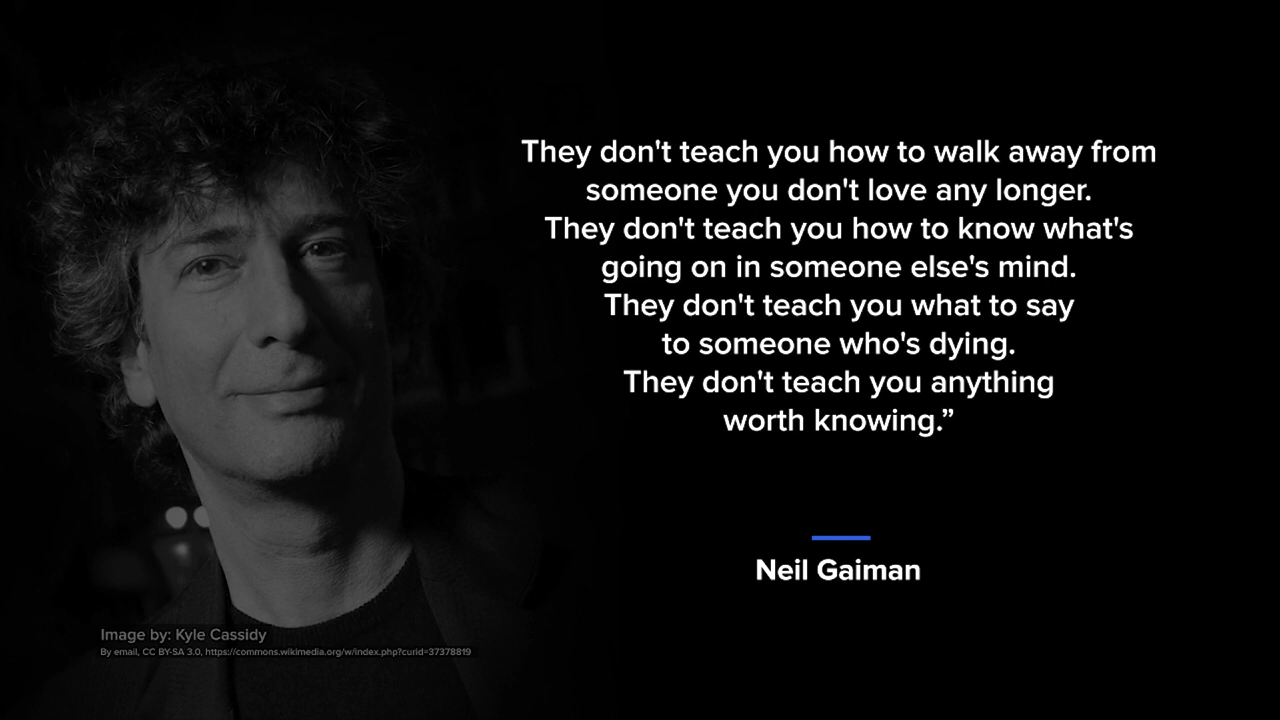 They don't teach you how to walk away from
someone you don't love any longer.
They don't teach you how to know what's
going on in someone else's mind.
They don't teach you what to say
to someone who's dying.
They don't teach you anything
worth knowing.”
Neil Gaiman
Image by: Kyle Cassidy
By email, CC BY-SA 3.0, https://commons.wikimedia.org/w/index.php?curid=37378819